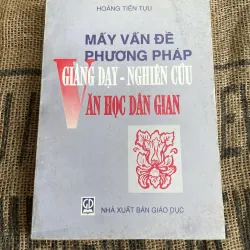 HOÀNG TIẾN TỰU
MẤY VẤN ĐỀ
PHƯƠNG PHÁP
GIẢNG DẠY - NGHIÊN CỨU
VĂN HỌC DÂN GIAN
NHÀ XUẤT BẢN GIÁO DỤC